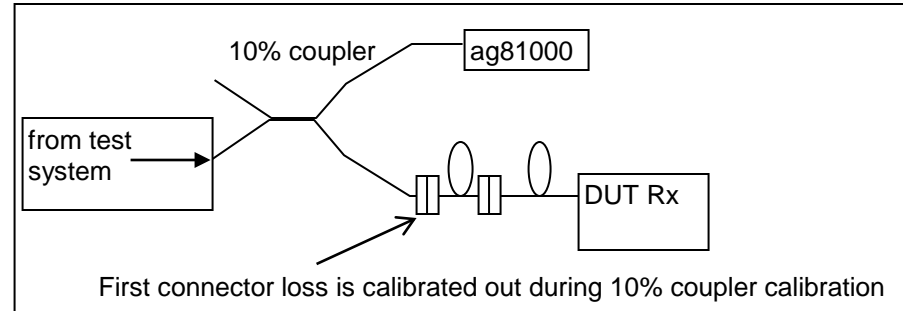 10% coupler
ag81000
from test
system
DUT Rx
First connector loss is calibrated out during 10% coupler calibration